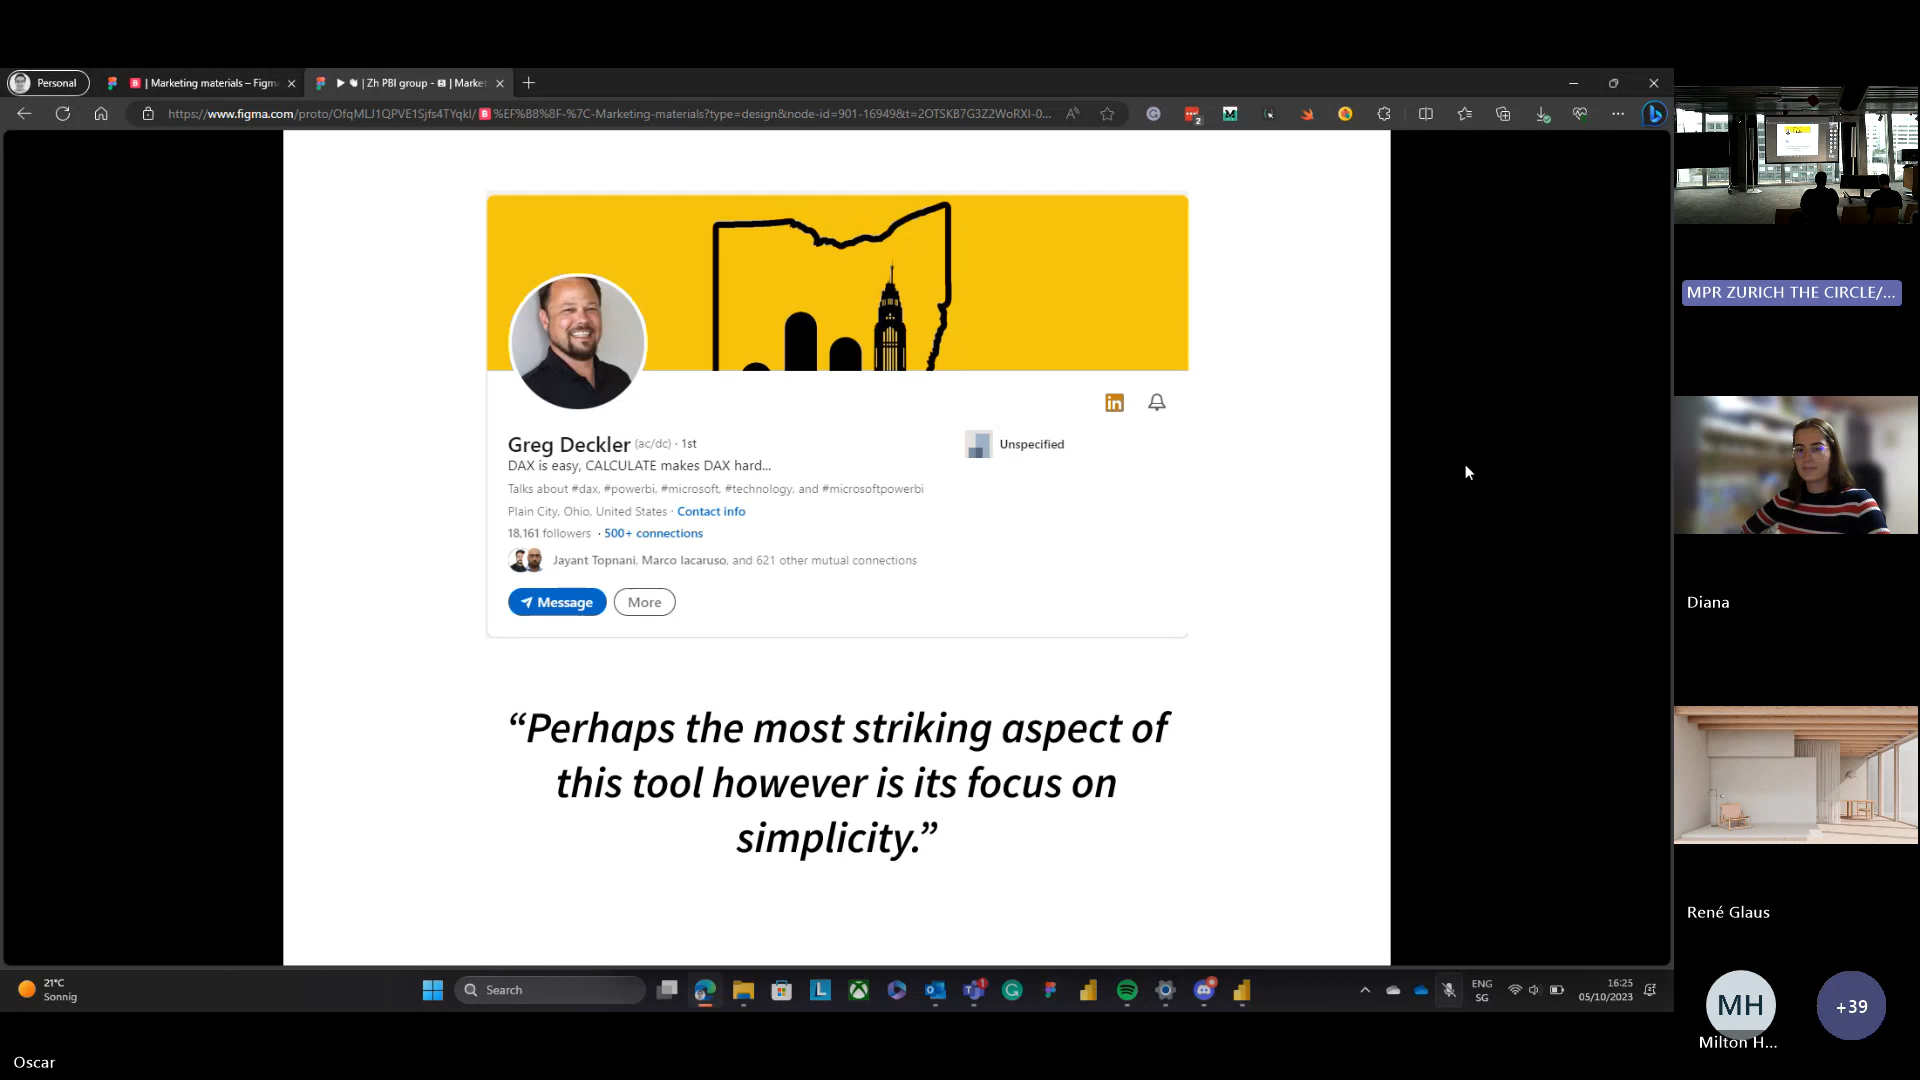 Personal
| Marketing materials – Figma
| Zh PBI group - | Market
https://www.figma.com/proto/OfqMLJ1QPVE1Sjfs4TYqkl/ %EF%B8%8F-%7C-Marketing-materials?type=design&node-id=901-16949&t=2OTSKB7G3Z2WoRXI-0...
2
MPR ZURICH THE CIRCLE/...
in
Greg Deckler (ac/dc) · 1st
Unspecified
DAX is easy, CALCULATE makes DAX hard...
Talks about #dax, #powerbi, #microsoft, #technology, and #microsoftpowerbi
Plain City, Ohio, United States · Contact info
18,161 followers · 500+ connections
Jayant Topnani, Marco Iacaruso, and 621 other mutual connections
Message
More
Diana
“Perhaps the most striking aspect of
this tool however is its focus on
simplicity.”
René Glaus
21°C
Sonnig
Search
ENG
SG
16:25
05/10/2023
MH
+39
Milton H...
Oscar